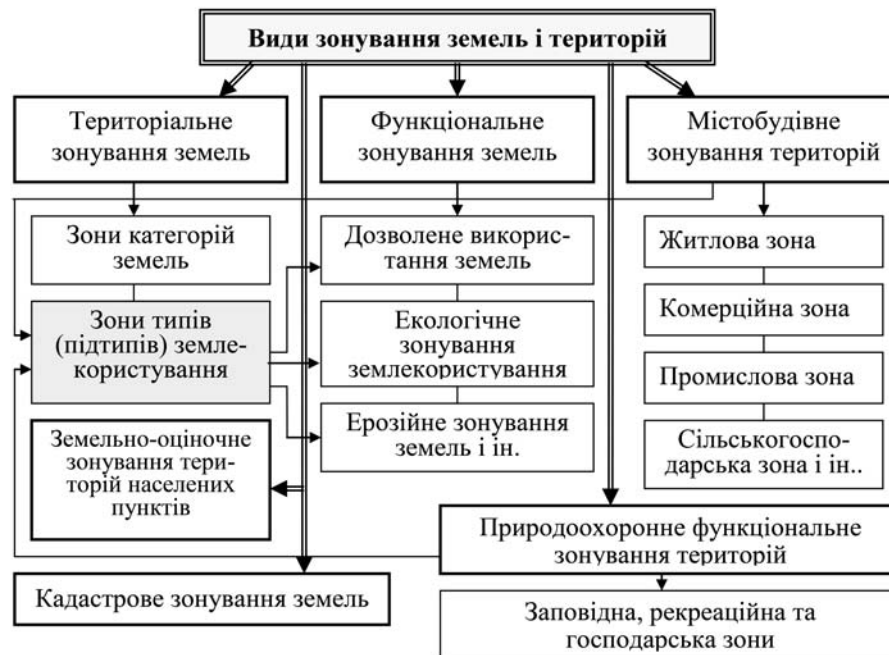 Види зонування земель і територій
Територіальне
зонування земель
Функціональне
зонування земель
Містобудівне
зонування територій
Зони категорій
земель
Дозволене викорис-
тання земель
Житлова зона
Зони типів
(підтипів) земле-
користування
Екологічне
зонування
землекористування
Комерційна зона
Промислова зона
Земельно-оціночне
зонування тери-
торій населених
пунктів
Ерозійне зонування
земель і ін.
Сільськогоспо-
дарська зона і ін..
Природоохоронне функціональне
зонування територій
Кадастрове зонування земель
Заповідна, рекреаційна та
господарська зони